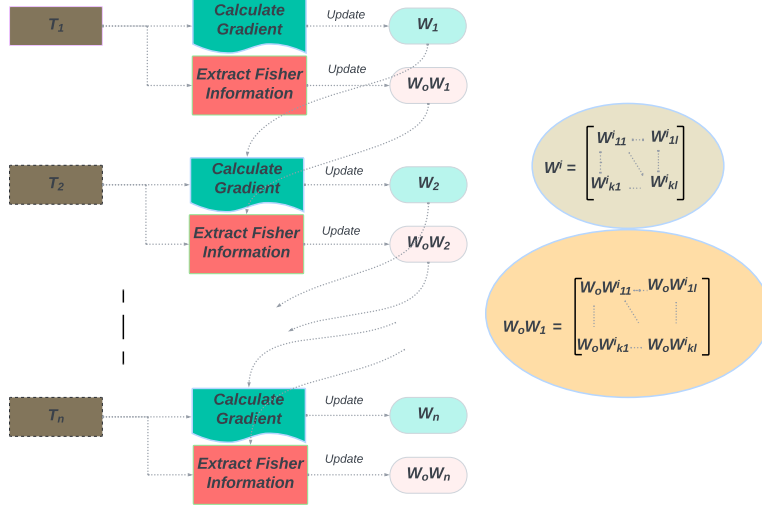 T1
Calculate
Gradient
Update
W1
Extract Fisher
Information
Update
WoW1
T2
Calculate
Gradient
Update
W2
Extract Fisher
Information
Update
WoW2
Wi = Wi11 Wi1l
Wik1 Wikl
WoW1 = WoWi11 WoWi1l
WoWik1 WoWikl
Tn
Calculate
Gradient
Update
Wn
Extract Fisher
Information
Update
WoWn